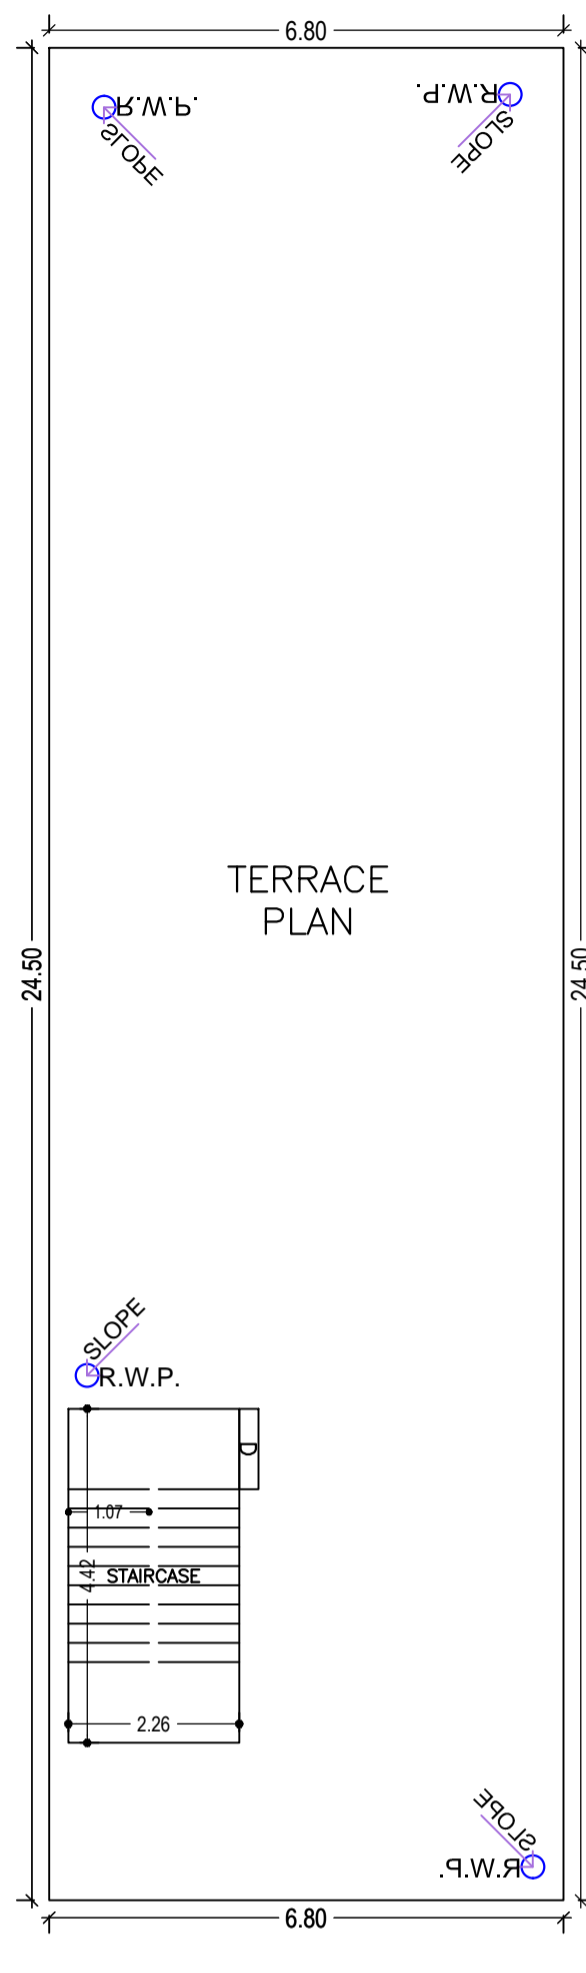 6.80
R.W.P.
SLOPE
R.W.P.
SLOPE
TERRACE
PLAN
24.50
24.50
SLOPE
R.W.P.
D
1.07
4.42
STAIRCASE
2.26
SLOPE
R.W.P.
6.80